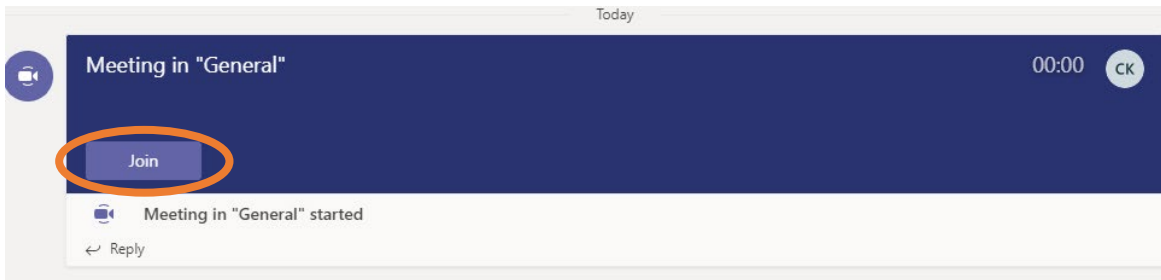 Today
Meeting in "General" 00:00 CK
Join
Meeting in "General" started
Reply